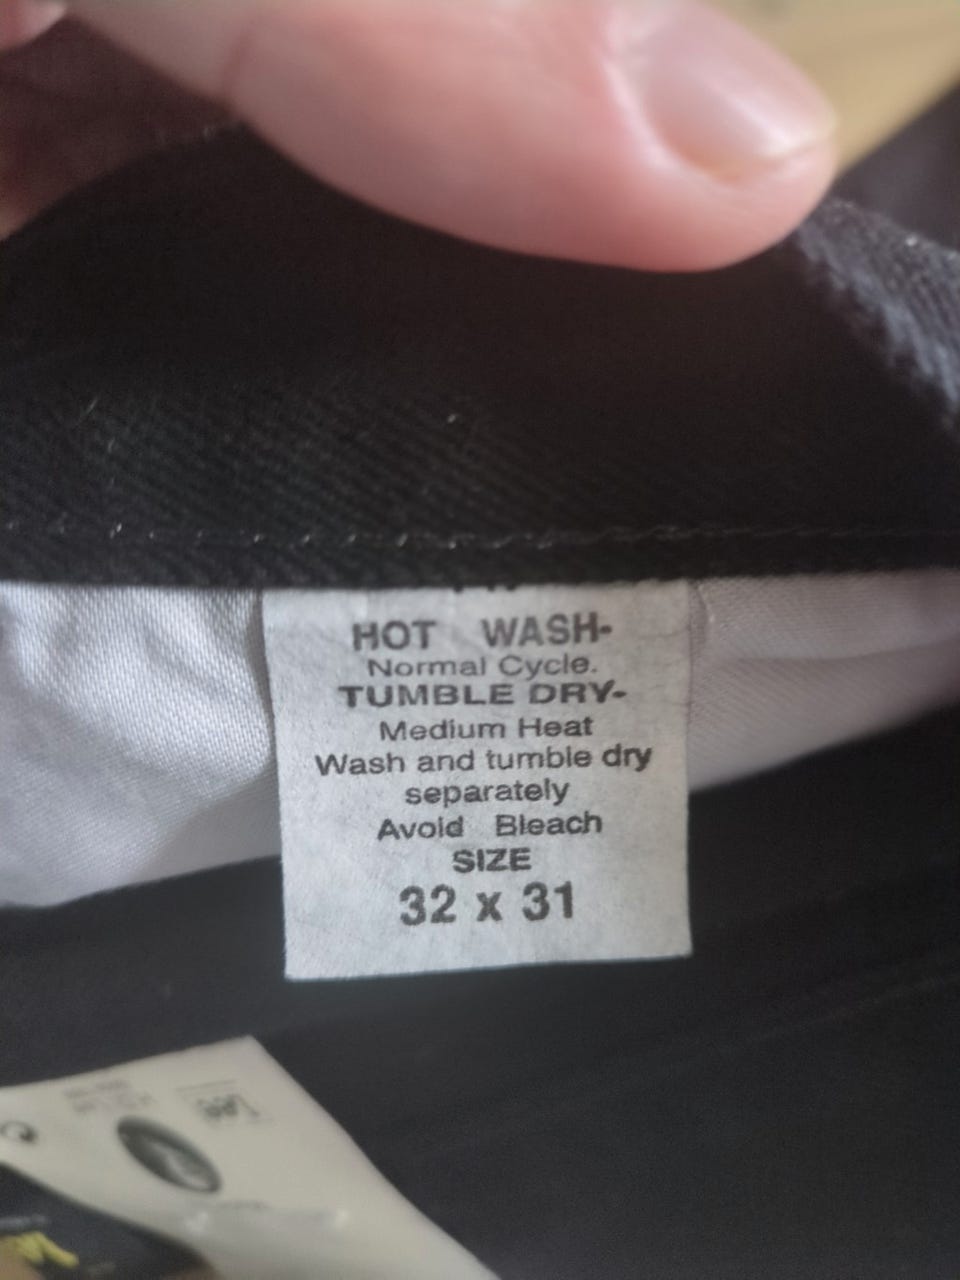 HOT WASH-
Normal Cycle.
TUMBLE DRY-
Medium Heat
Wash and tumble dry
separately
Avoid Bleach
SIZE
32 x 31